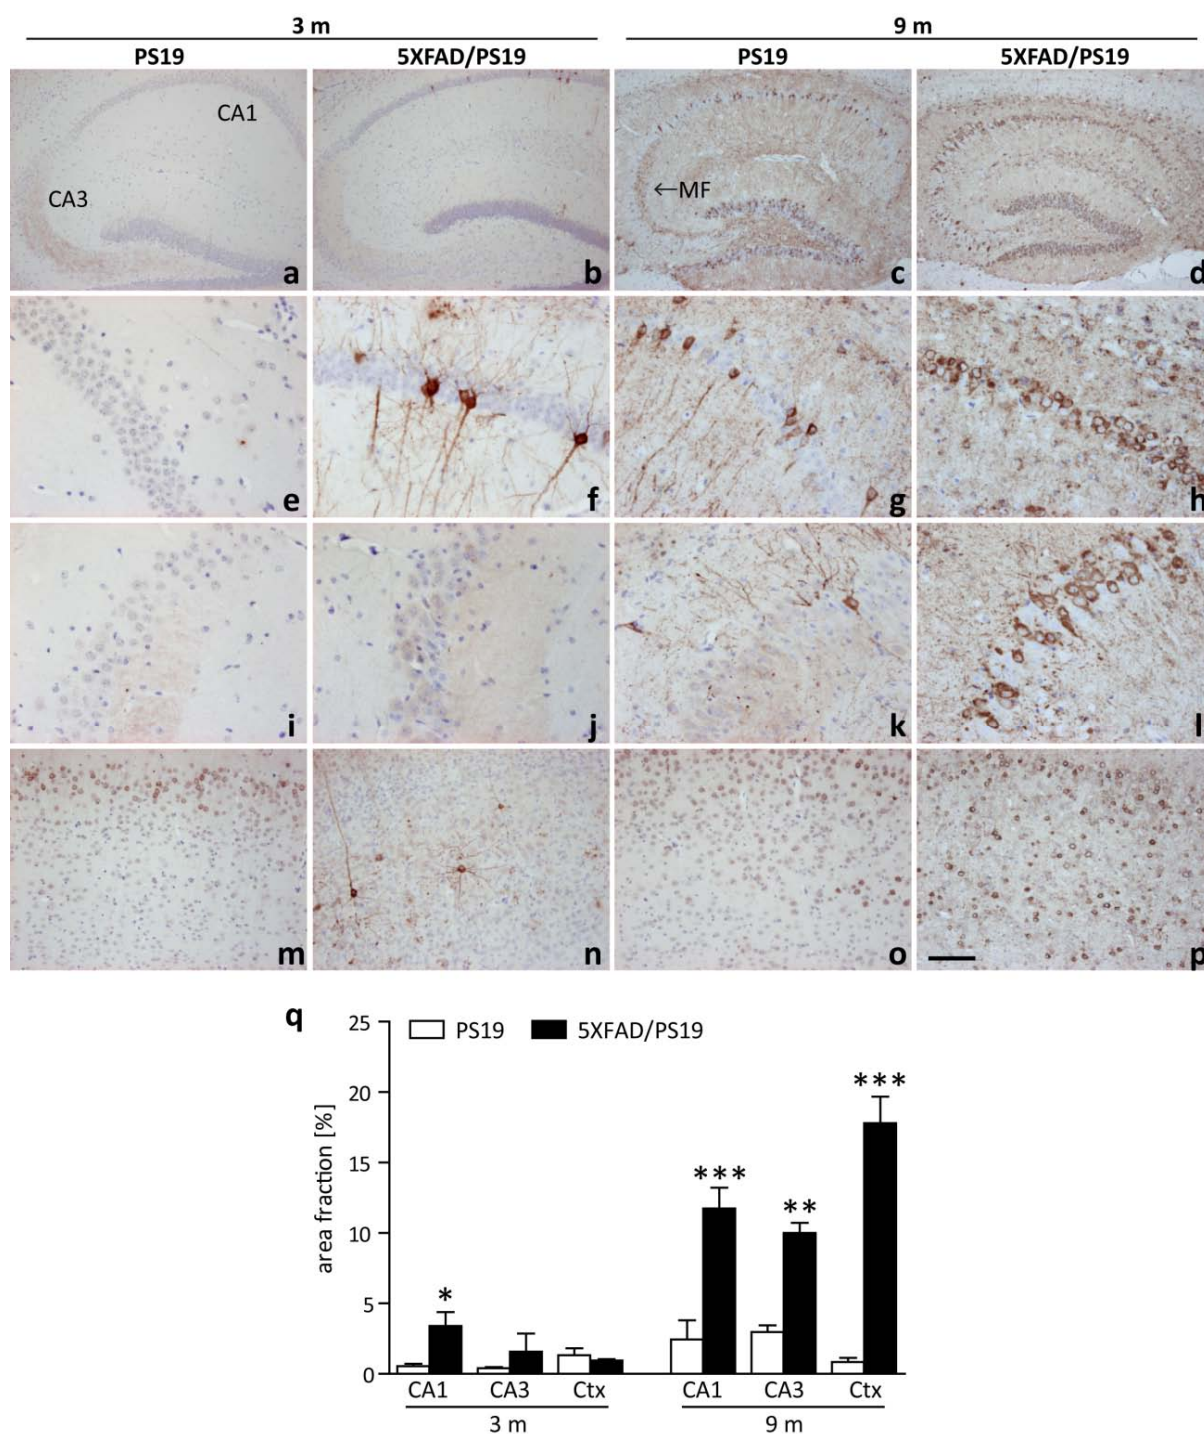 3 m 9 m
PS19 5XFAD/PS19 PS19 5XFAD/PS19
CA1
CA3
←MF
a b c d
e f g h
i j k l
m n o p
q
25
20
15
10
5
0
area fraction [%]
PS19 5XFAD/PS19
***
***
**
*
CA1 CA3 Ctx CA1 CA3 Ctx
3 m 9 m